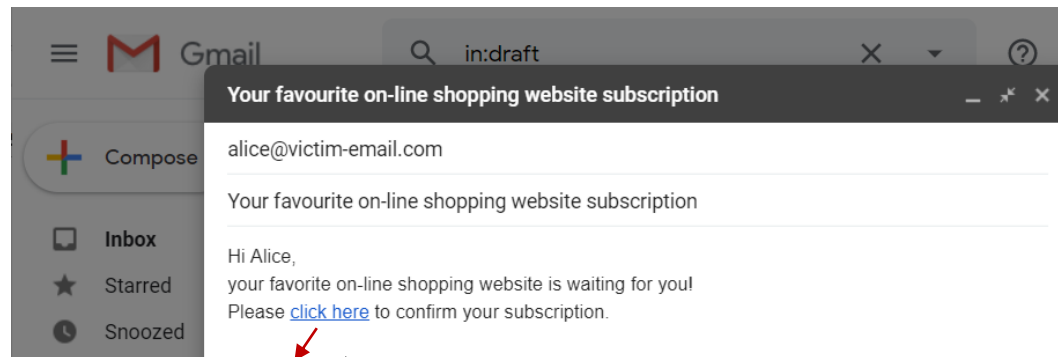 Gmail
in:draft
Your favourite on-line shopping website subscription
Compose
alice@victim-email.com
Your favourite on-line shopping website subscription
Inbox
Hi Alice,
Starred
your favorite on-line shopping website is waiting for you!
Please click here to confirm your subscription.
Snoozed